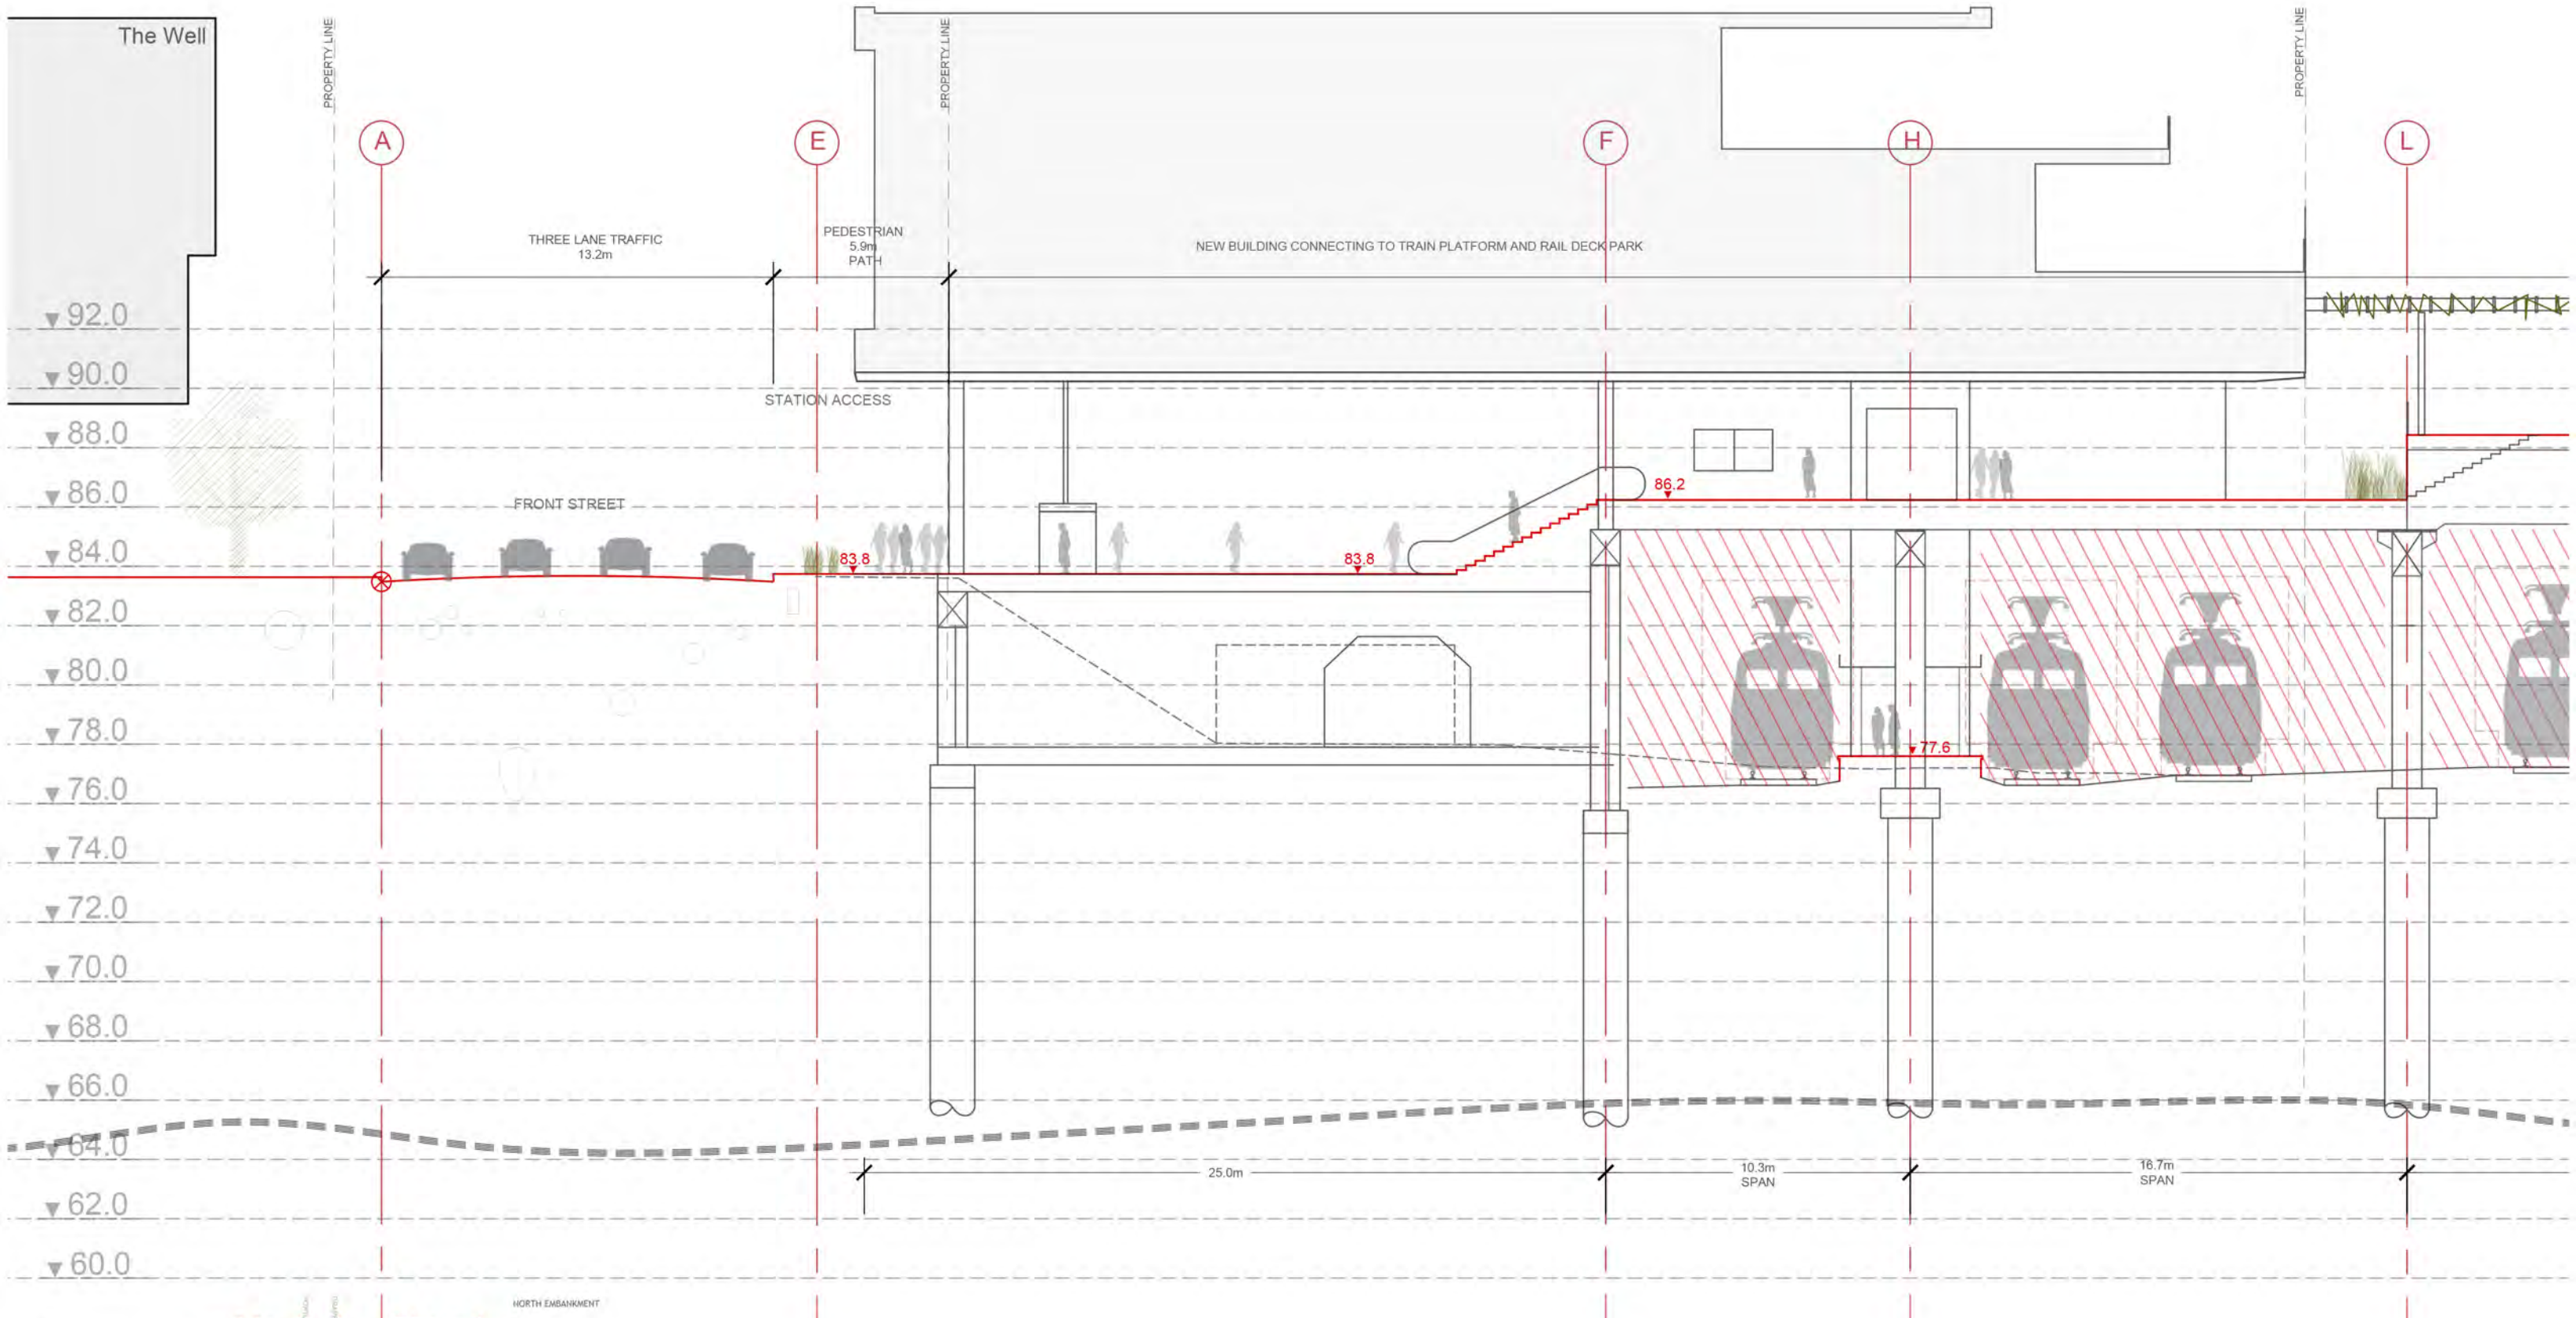 The Well
PROPERTY LINE
PROPERTY LINE
PROPERTY LINE
A
E
F
H
L
THREE LANE TRAFFIC
13.2m
PEDESTRIAN
5.9m
PATH
NEW BUILDING CONNECTING TO TRAIN PLATFORM AND RAIL DECK PARK
92.0
90.0
STATION ACCESS
88.0
86.0
86.2
FRONT STREET
84.0
83.8
83.8
82.0
80.0
78.0
77.6
76.0
74.0
72.0
70.0
68.0
66.0
64.0
25.0m
10.3m
SPAN
16.7m
SPAN
62.0
60.0
NORTH EMBANKMENT